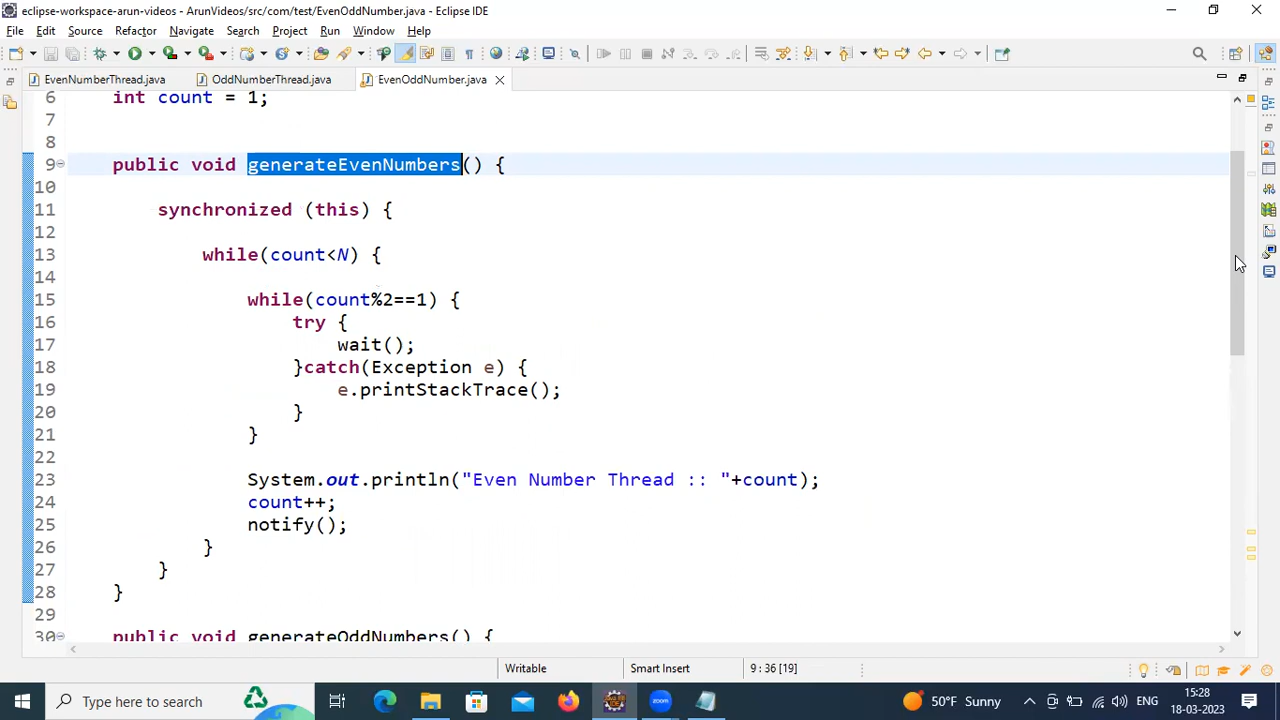 eclipse-workspace-arun-videos - ArunVideos/src/com/test/EvenOddNumber.java - Eclipse IDE
File Edit Source Refactor Navigate Search Project Run Window Help
EvenNumberThread.java OddNumberThread.java EvenOddNumber.java
6 int count = 1;
7
8
9 public void generateEvenNumbers() {
10
11 synchronized (this) {
12
13 while(count<N) {
14
15 while(count%2==1) {
16 try {
17 wait();
18 }catch(Exception e) {
19 e.printStackTrace();
20 }
21 }
22
23 System.out.println("Even Number Thread :: "+count);
24 count++;
25 notify();
26 }
27 }
28 }
29
30 public void generateOddNumbers() {
Writable Smart Insert 9 : 36 [19]
Type here to search zoom 50°F Sunny ENG 15:28
18-03-2023